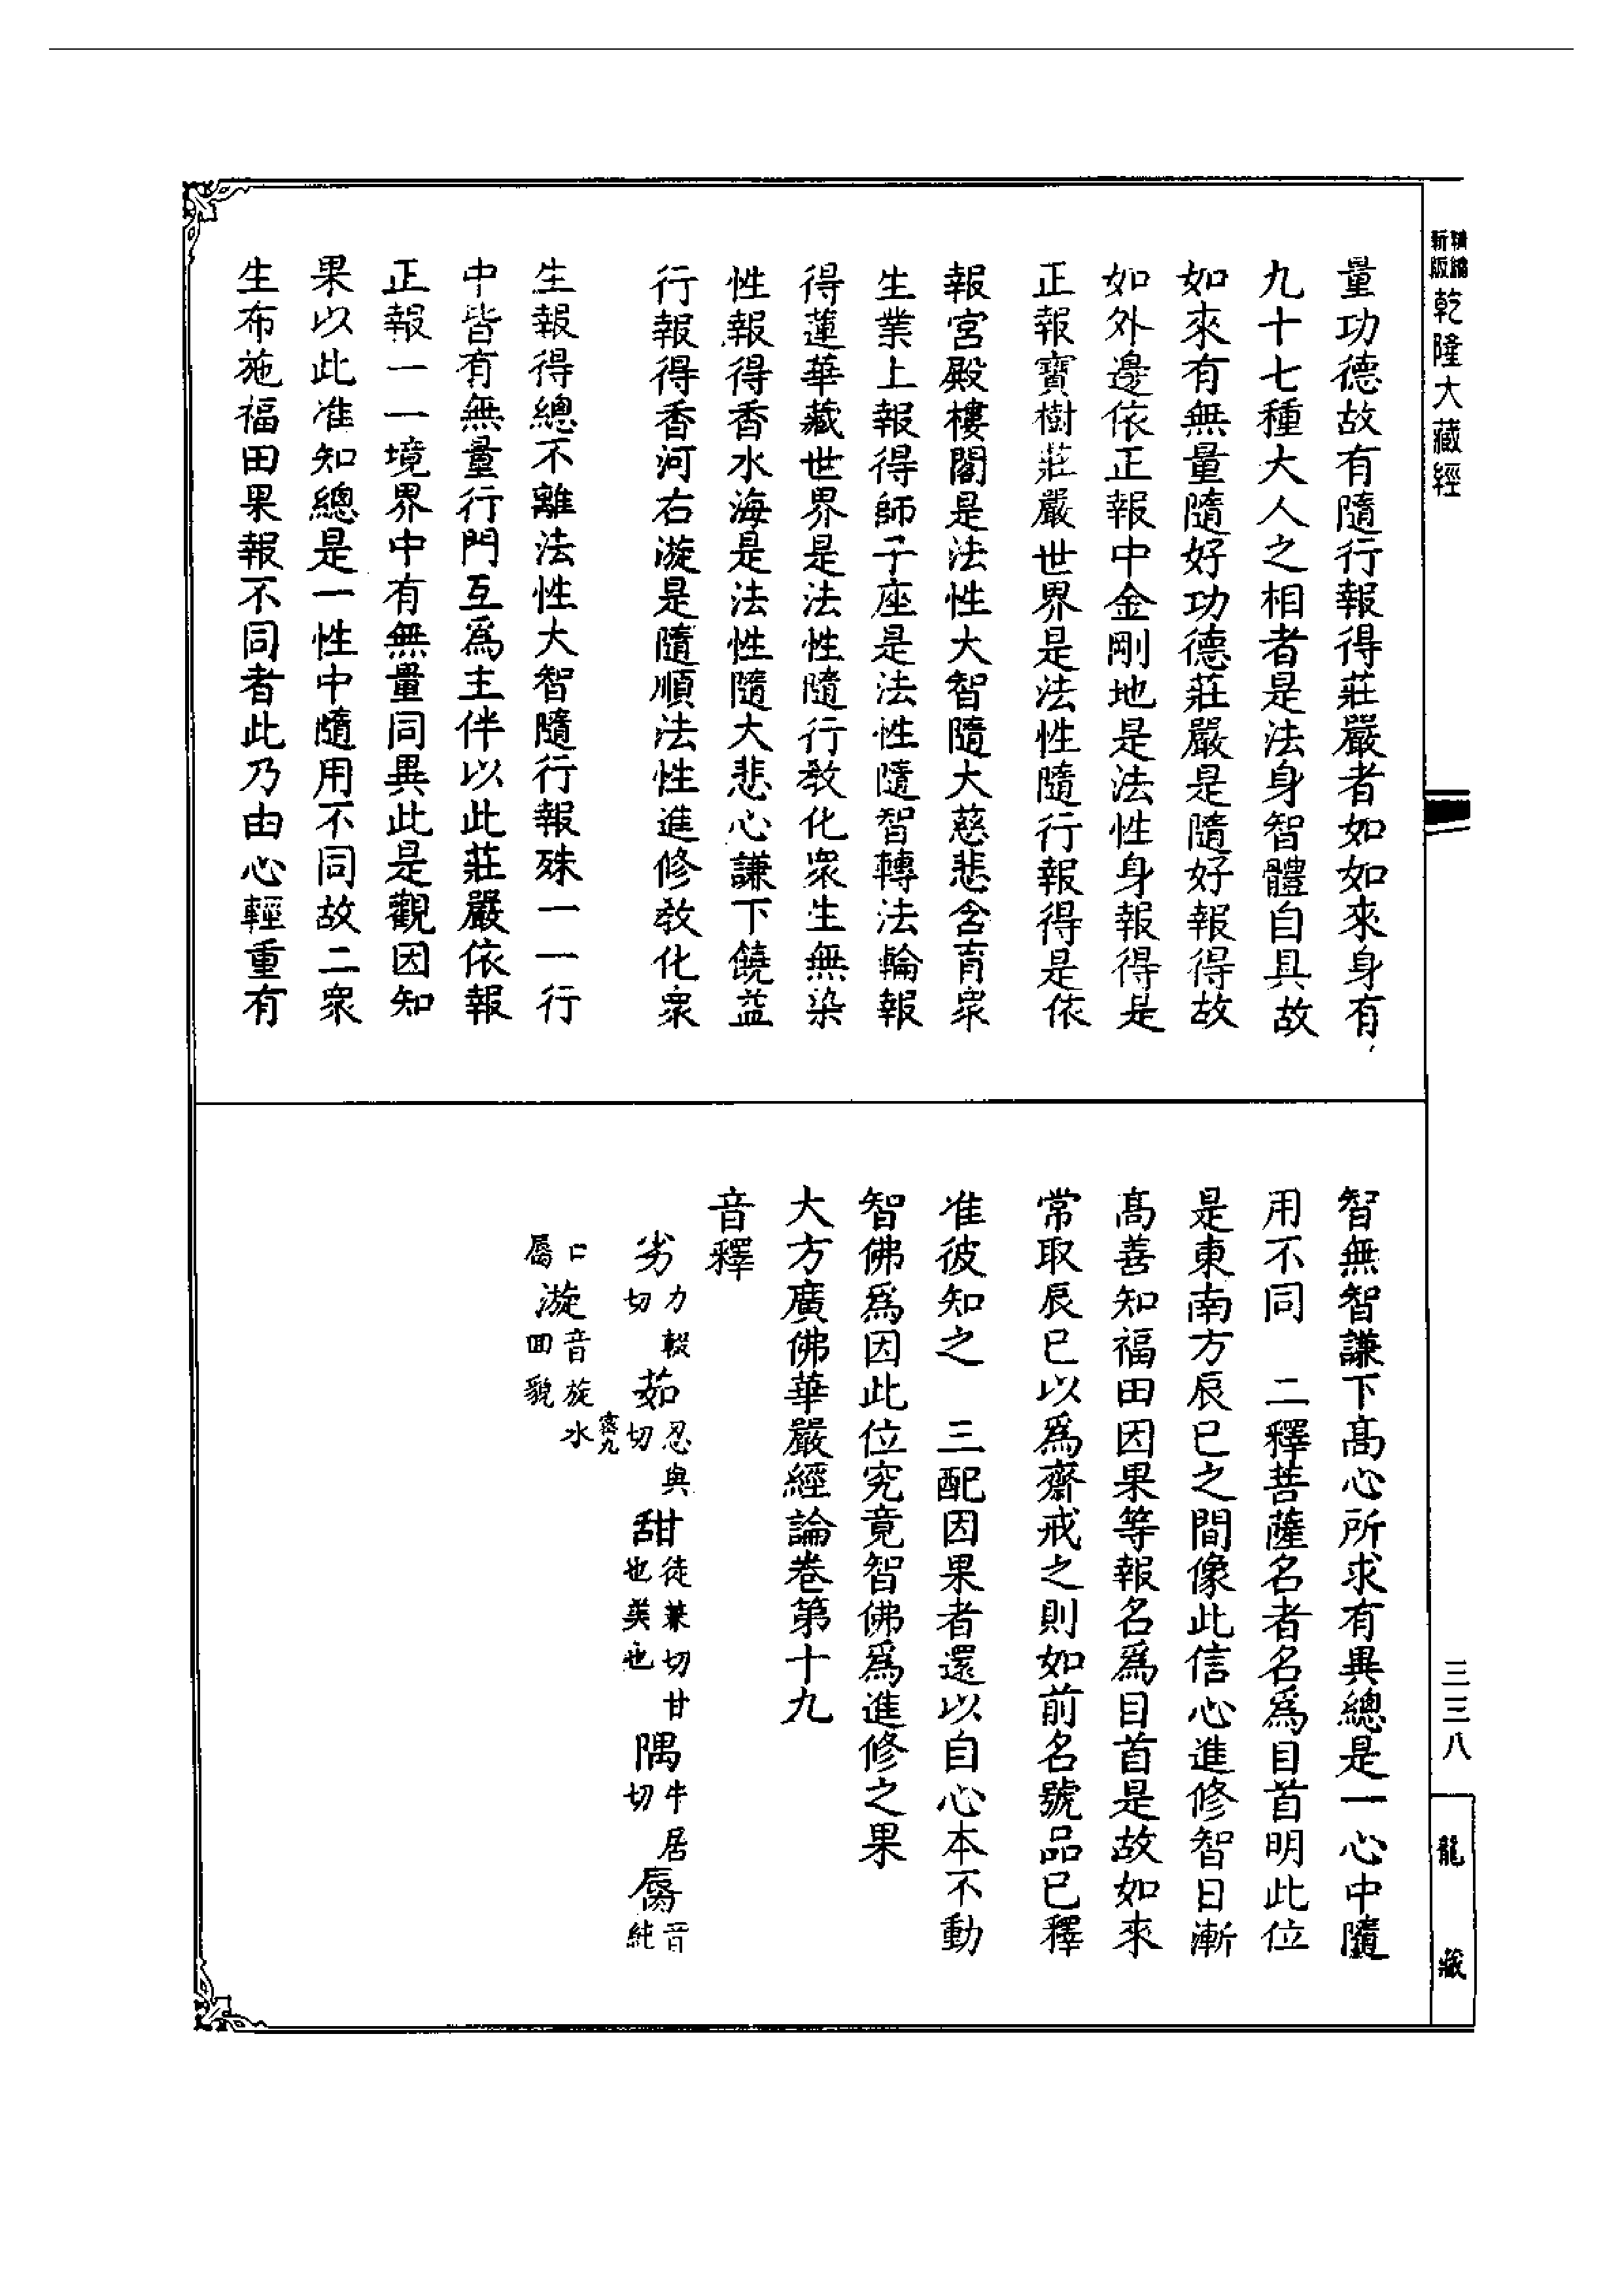 精編
新版
乾隆大藏經
量功德故有隨行報得莊嚴者如如來身有
九十七種大人之相者是法身智體自具故
如來有無量隨好功德莊嚴是隨好報得故
如外邊依正報中金剛地是法性身報得是
正報寶樹莊嚴世界是法性隨行報得是依
報宮殿樓閣是法性大智隨大慈悲含育衆
生業上報得師子座是法性隨智轉法輪報
得蓮華藏世界是法性隨行教化衆生無染
性報得香水海是法性隨大悲心謙下饒益
行報得香河右漩是隨順法性進修教化衆
生報得總不離法性大智隨行報殊一一行
中皆有無量行門互爲主伴以此莊嚴依報
正報一一境界中有無量同異此是觀因知
果以此准知總是一性中隨用不同故二衆
生布施福田果報不同者此乃由心輕重有
智無智謙下高心所求有異總是一心中隨
用不同　二釋菩薩名者名爲目首明此位
是東南方辰巳之間像此信心進修智日漸
高善知福田因果等報名爲目首是故如來
常取辰巳以爲齋戒之則如前名號品已釋
准彼知之　三配因果者還以自心本不動
智佛爲因此位究竟智佛爲進修之果
大方廣佛華嚴經論卷第十九
音釋
劣力輟切　茹忍與切　甜徒兼切甘也美也　隅牛居切　脣音純
口脣　漩音旋水回貌
三三八
龍藏